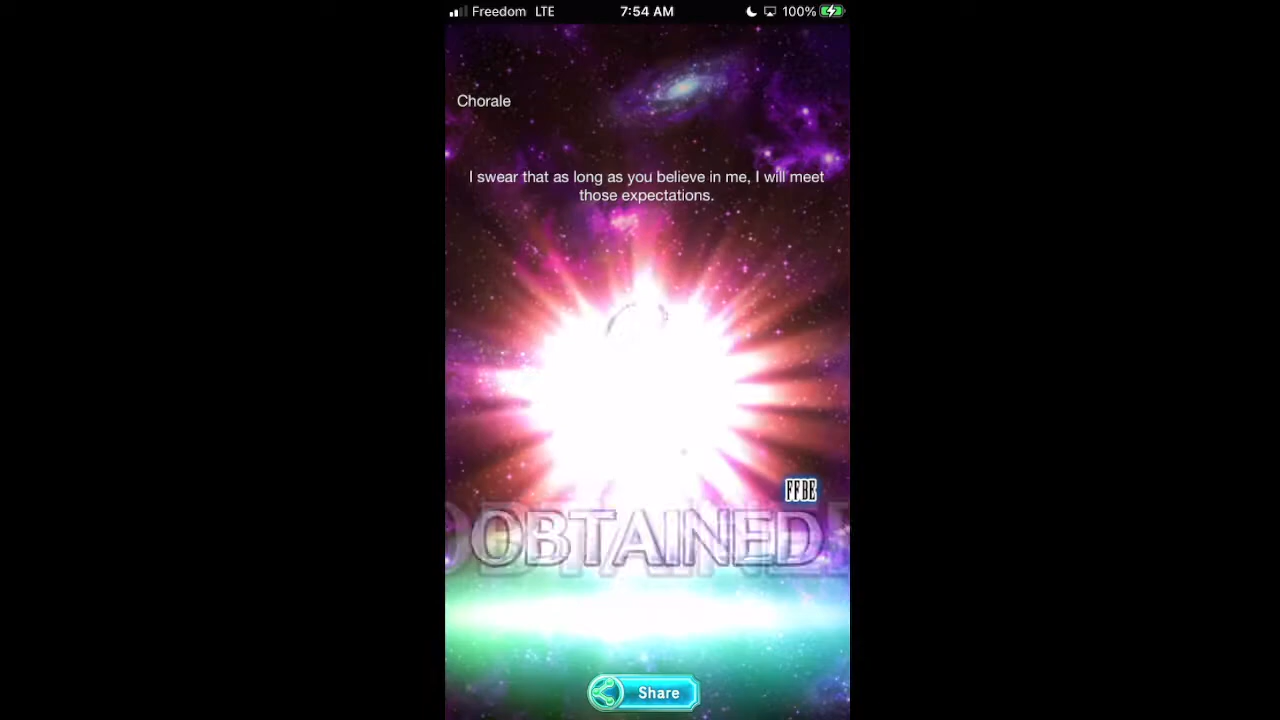 Freedom LTE 7:54 AM 100%
Chorale
I swear that as long as you believe in me, I will meet
those expectations.
FFBE
OBTAINED
Share